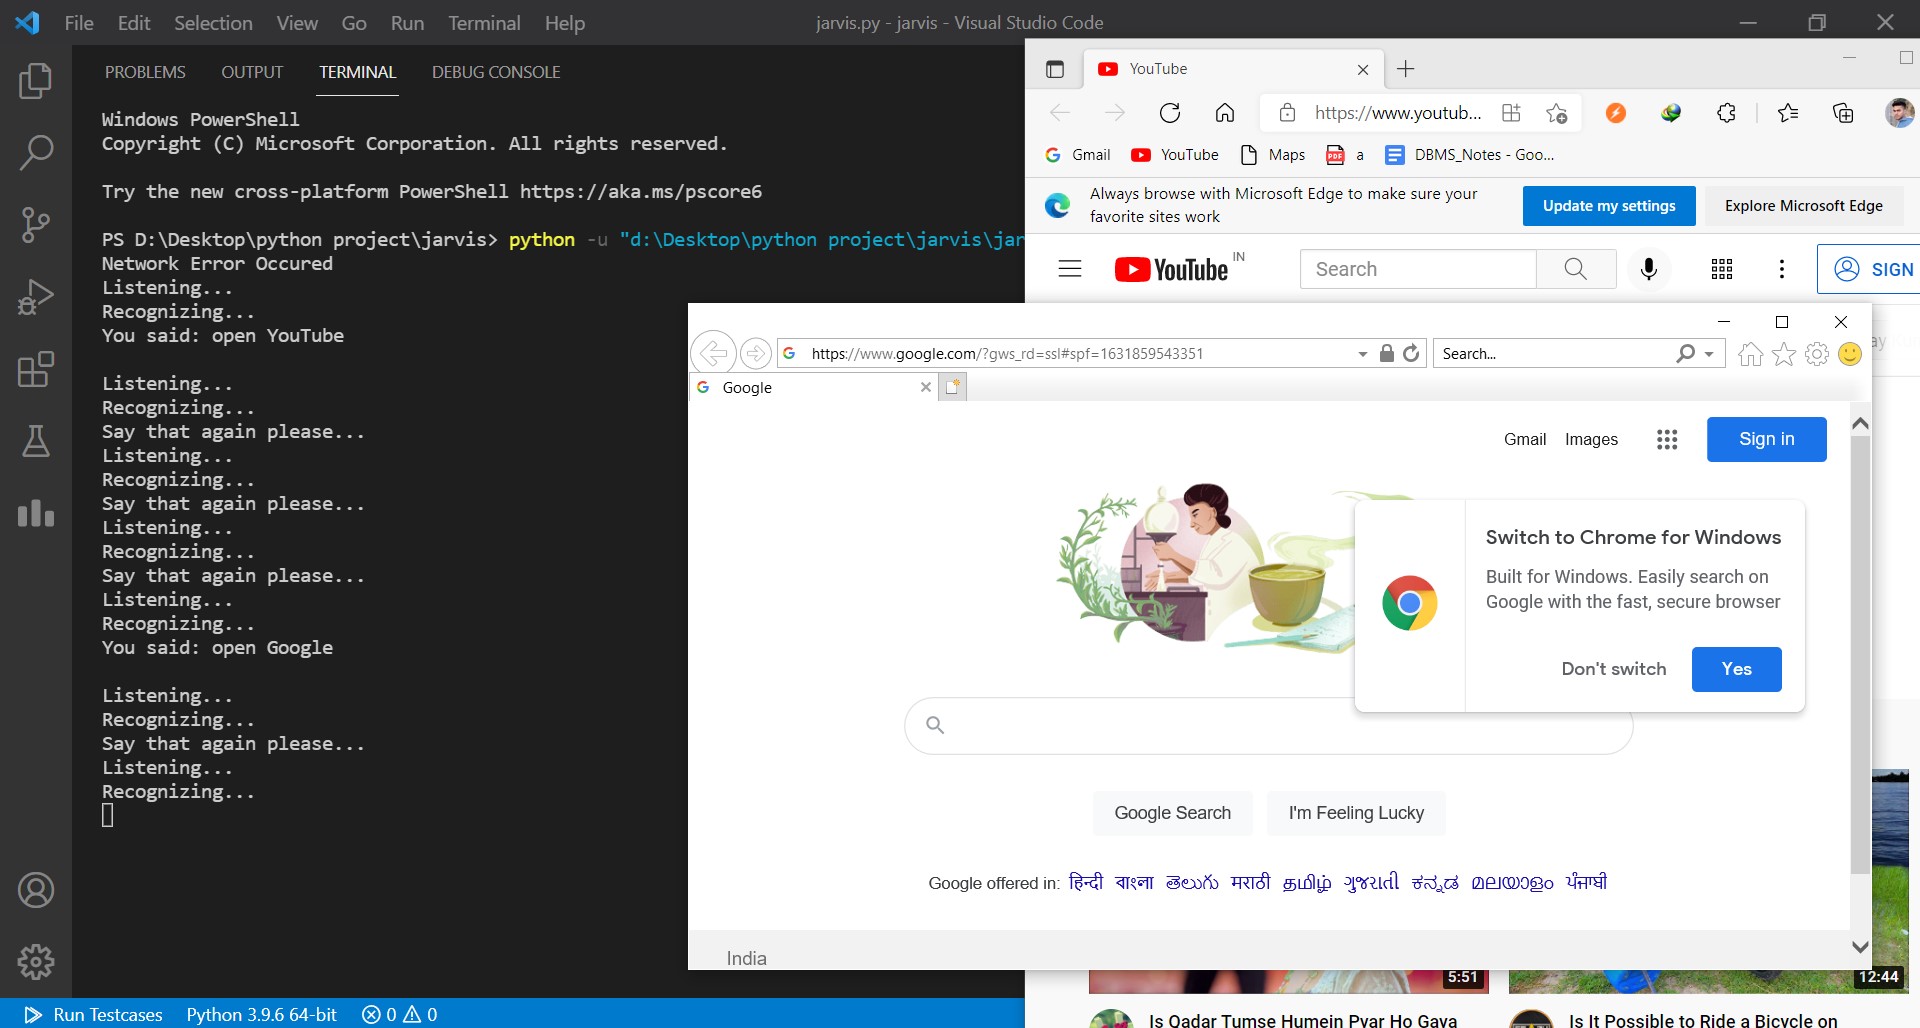 File Edit Selection View Go Run Terminal Help
jarvis.py - jarvis - Visual Studio Code
PROBLEMS OUTPUT TERMINAL DEBUG CONSOLE
Windows PowerShell
Copyright (C) Microsoft Corporation. All rights reserved.
Try the new cross-platform PowerShell https://aka.ms/pscore6
PS D:\Desktop\python project\jarvis> python -u "d:\Desktop\python project\jarvis\jar
Network Error Occured
Listening...
Recognizing...
You said: open YouTube
Listening...
Recognizing...
Say that again please...
Listening...
Recognizing...
Say that again please...
Listening...
Recognizing...
Say that again please...
Listening...
Recognizing...
You said: open Google
Listening...
Recognizing...
Say that again please...
Listening...
Recognizing...
Run Testcases Python 3.9.6 64-bit 0 0
YouTube
https://www.youtub...
Gmail YouTube Maps PDF a DBMS_Notes - Goo...
Always browse with Microsoft Edge to make sure your
favorite sites work
Update my settings
Explore Microsoft Edge
YouTube IN
Search
SIGN
https://www.google.com/?gws_rd=ssl#spf=1631859543351
Search...
Google
Gmail Images
Sign in
Switch to Chrome for Windows
Built for Windows. Easily search on
Google with the fast, secure browser
Don't switch Yes
Google Search I'm Feeling Lucky
Google offered in: हिन्दी বাংলা తెలుగు मराठी தமிழ் ગુજરાતી ಕನ್ನಡ മലയാളം ਪੰਜਾਬੀ
India
5:51
12:44
Is Qadar Tumse Humein Pyar Ho Gaya
Is It Possible to Ride a Bicycle on